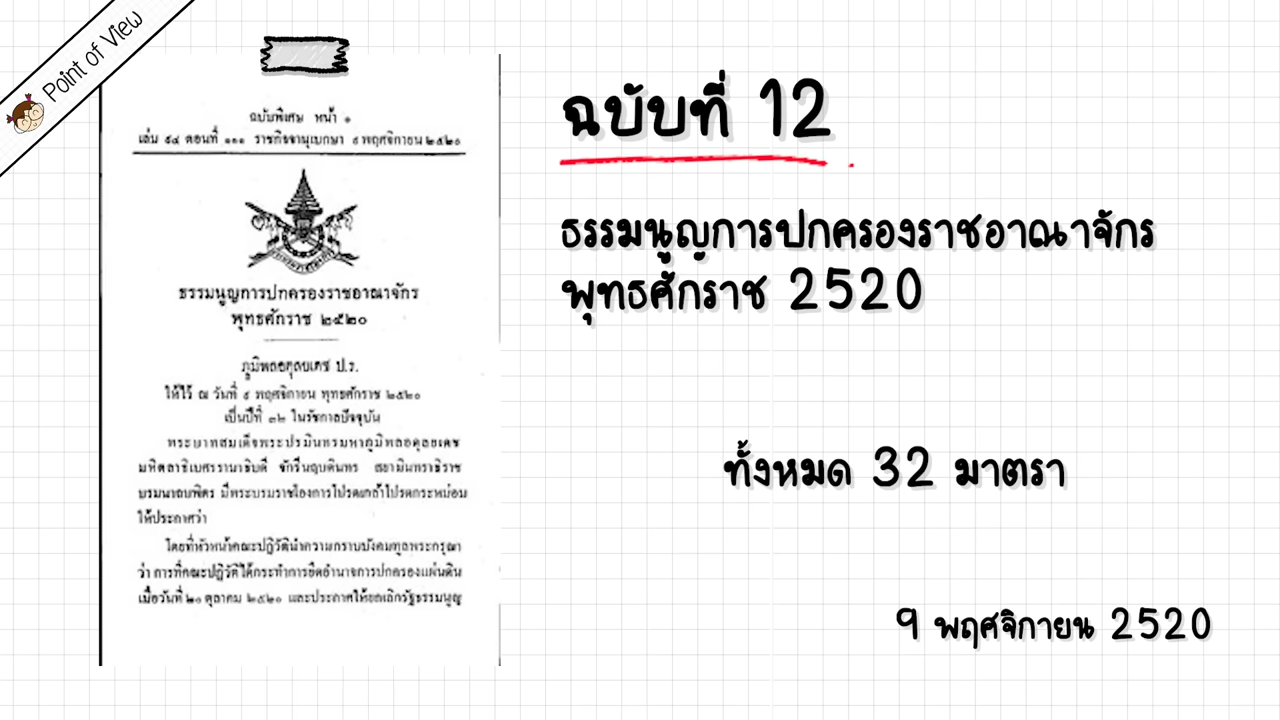 Point of View
ฉบับพิเศษ หน้า ๑
เล่ม ๙๔ ตอนที่ ๑๑๑ ราชกิจจานุเบกษา ๙ พฤศจิกายน ๒๕๒๐
ธรรมนูญการปกครองราชอาณาจักร
พุทธศักราช ๒๕๒๐
ภูมิพลอดุลยเดช ป.ร.
ให้ไว้ ณ วันที่ ๙ พฤศจิกายน พุทธศักราช ๒๕๒๐
เป็นปีที่ ๓๒ ในรัชกาลปัจจุบัน
พระบาทสมเด็จพระปรมินทรมหาภูมิพลอดุลยเดช
มหิตลาธิเบศรรามาธิบดี จักรีนฤบดินทร สยามินทราธิราช
บรมนาถบพิตร มีพระบรมราชโองการโปรดเกล้าโปรดกระหม่อม
ให้ประกาศว่า
โดยที่หัวหน้าคณะปฏิวัตินำความกราบบังคมทูลพระกรุณา
ว่า การที่คณะปฏิวัติได้กระทำการยึดอำนาจการปกครองแผ่นดิน
เมื่อวันที่ ๒๐ ตุลาคม ๒๕๒๐ และประกาศให้ยกเลิกรัฐธรรมนูญ
ฉบับที่ 12
ธรรมนูญการปกครองราชอาณาจักร
พุทธศักราช 2520
ทั้งหมด 32 มาตรา
9 พฤศจิกายน 2520